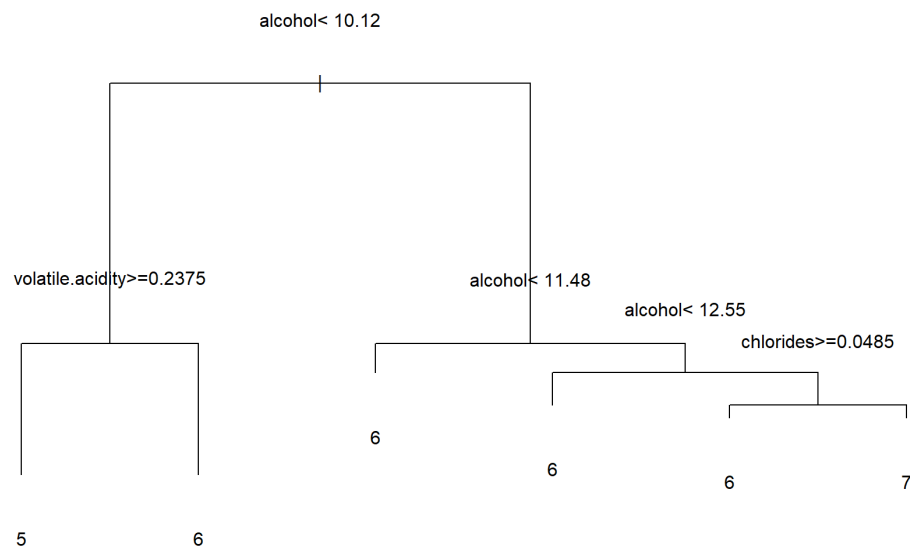 alcohol< 10.12
volatile.acidity>=0.2375
alcohol< 11.48
alcohol< 12.55
chlorides>=0.0485
6
6
6
7
5
6